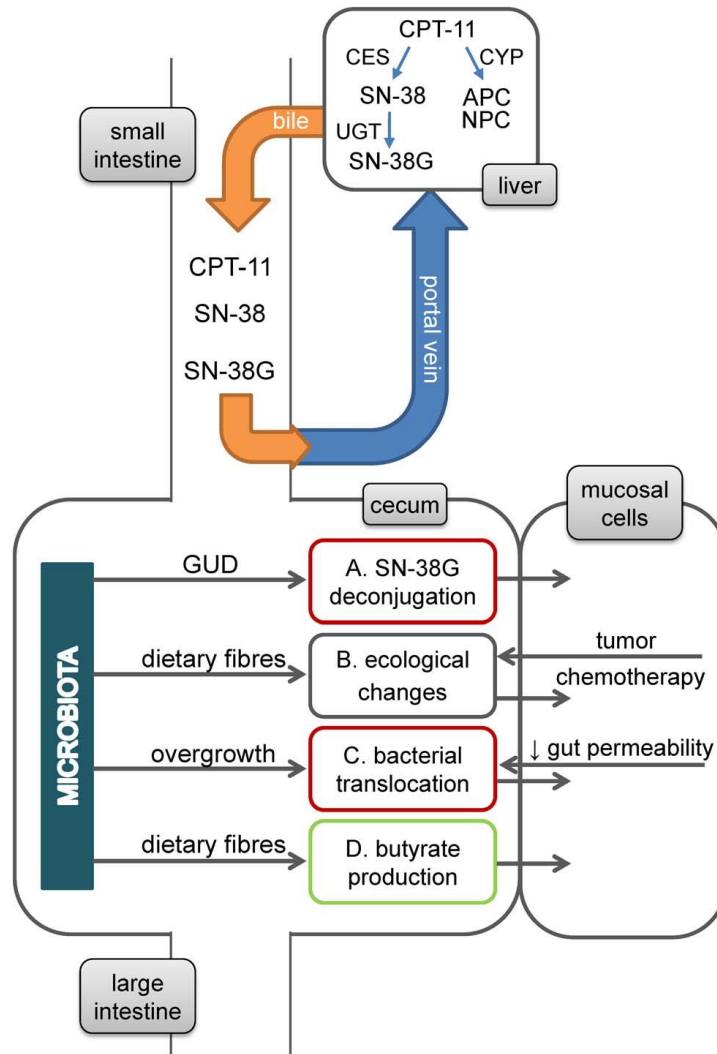 CPT-11
CES
CYP
SN-38
APC
NPC
UGT
SN-38G
liver
bile
small
intestine
CPT-11
SN-38
SN-38G
portal vein
cecum
mucosal
cells
MICROBIOTA
GUD
A. SN-38G
deconjugation
dietary fibres
B. ecological
changes
tumor
chemotherapy
overgrowth
C. bacterial
translocation
↓ gut permeability
dietary fibres
D. butyrate
production
large
intestine